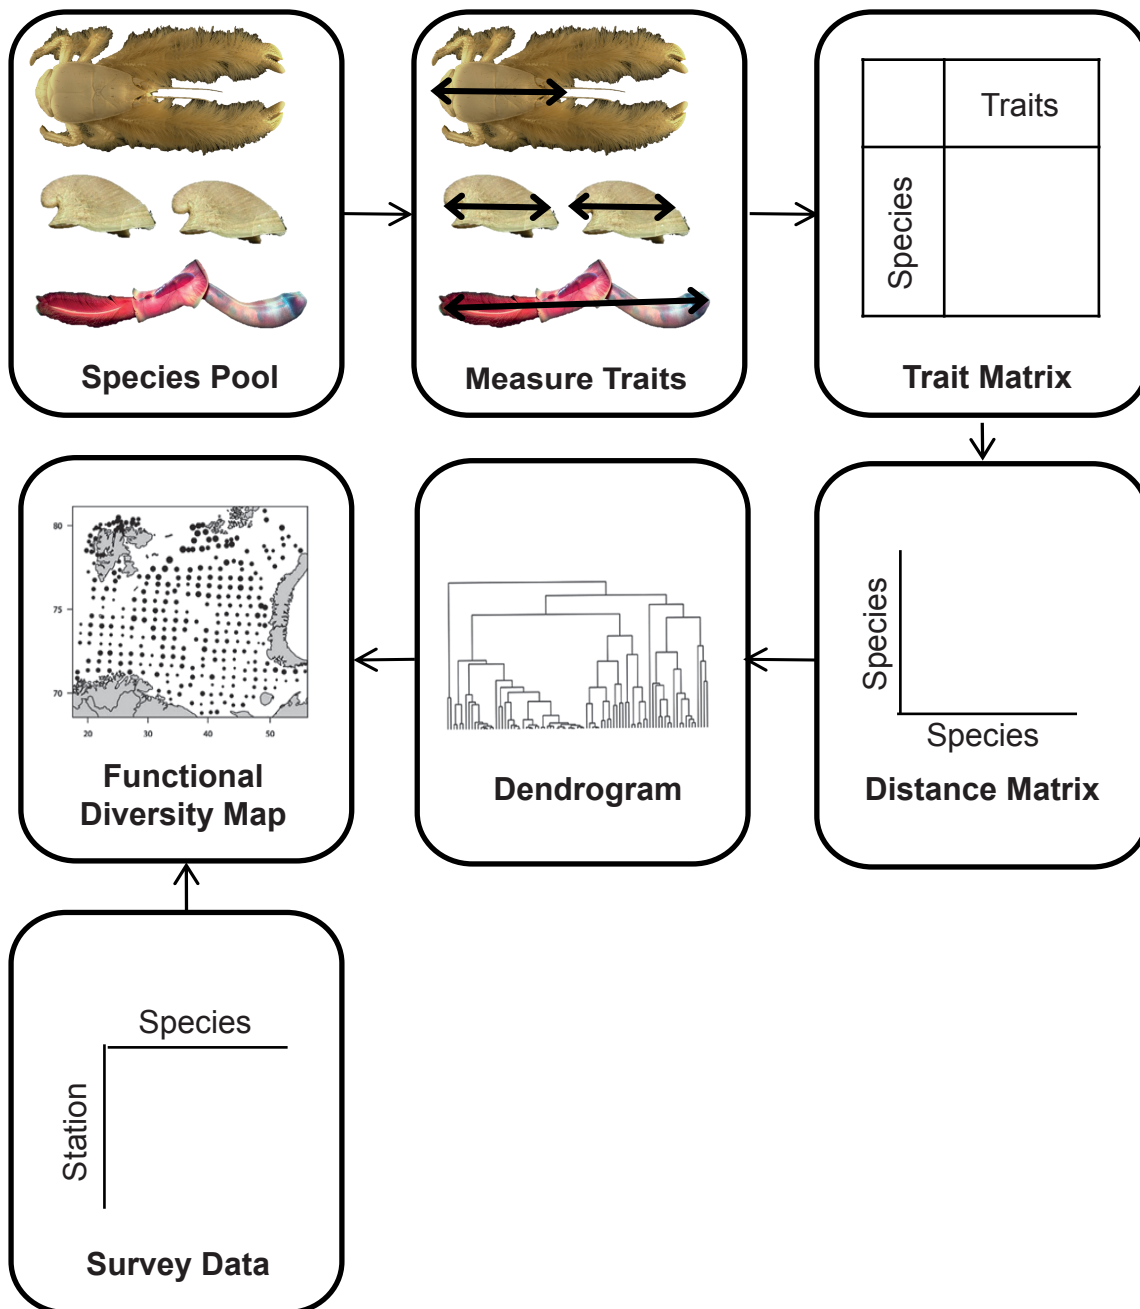 Species Pool
Measure Traits
Traits
Species
Trait Matrix
80
75
70
20 30 40 50
Functional
Diversity Map
Dendrogram
Species
Species
Distance Matrix
Species
Station
Survey Data